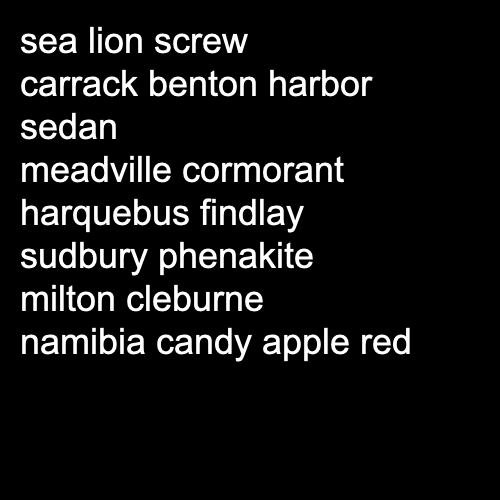 sea lion screw
carrack benton harbor
sedan
meadville cormorant
harquebus findlay
sudbury phenakite
milton cleburne
namibia candy apple red